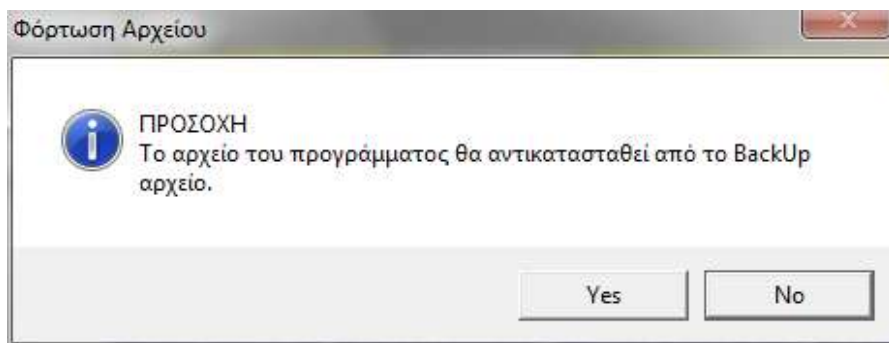 Φόρτωση Αρχείου
ΠΡΟΣΟΧΗ
Το αρχείο του προγράμματος θα αντικατασταθεί από το BackUp
αρχείο.
Yes
No